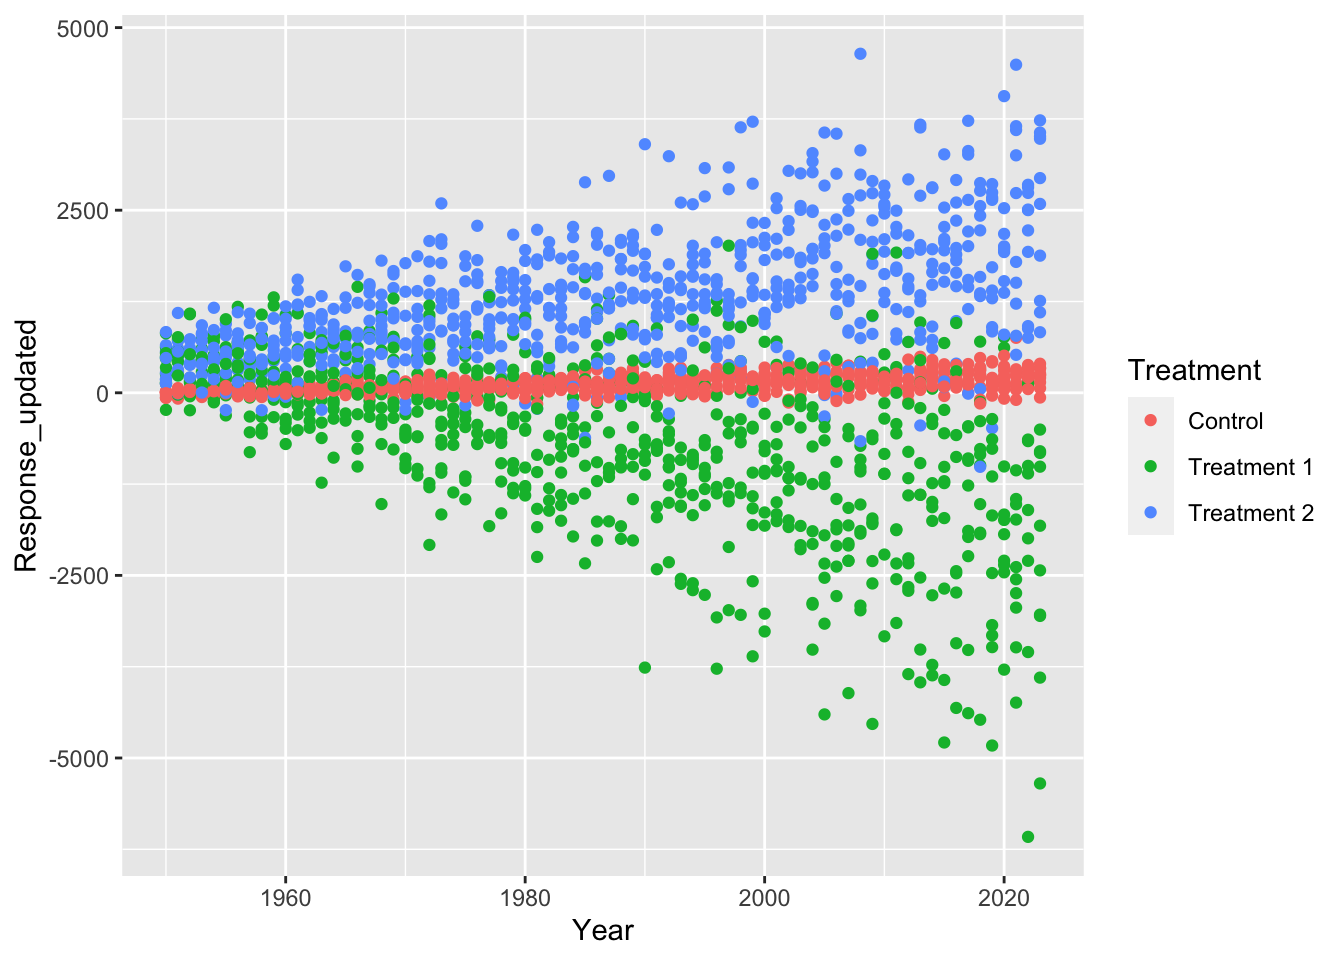 5000
2500
0
-2500
-5000
Response_updated
1960
1980
2000
2020
Year
Treatment
Control
Treatment 1
Treatment 2